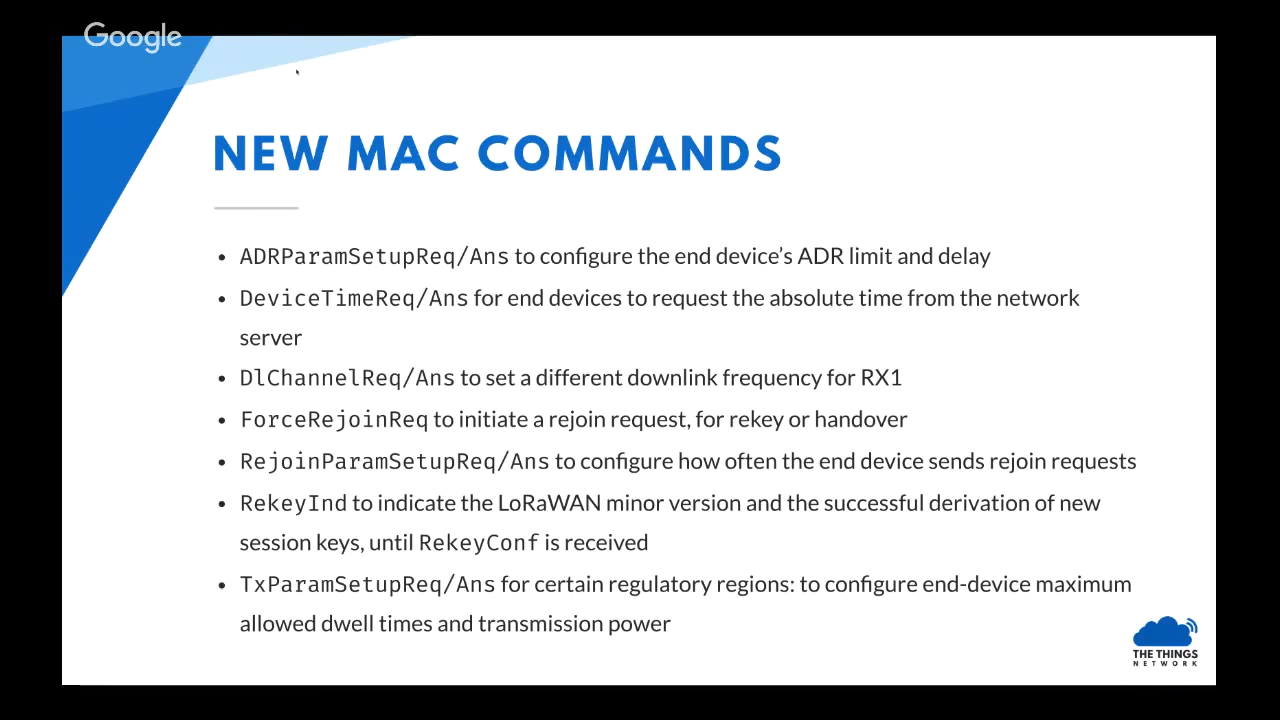 Google
NEW MAC COMMANDS
• ADRParamSetupReq/Ans to configure the end device’s ADR limit and delay
• DeviceTimeReq/Ans for end devices to request the absolute time from the network
server
• DlChannelReq/Ans to set a different downlink frequency for RX1
• ForceRejoinReq to initiate a rejoin request, for rekey or handover
• RejoinParamSetupReq/Ans to configure how often the end device sends rejoin requests
• RekeyInd to indicate the LoRaWAN minor version and the successful derivation of new
session keys, until RekeyConf is received
• TxParamSetupReq/Ans for certain regulatory regions: to configure end-device maximum
allowed dwell times and transmission power
THE THINGS
NETWORK